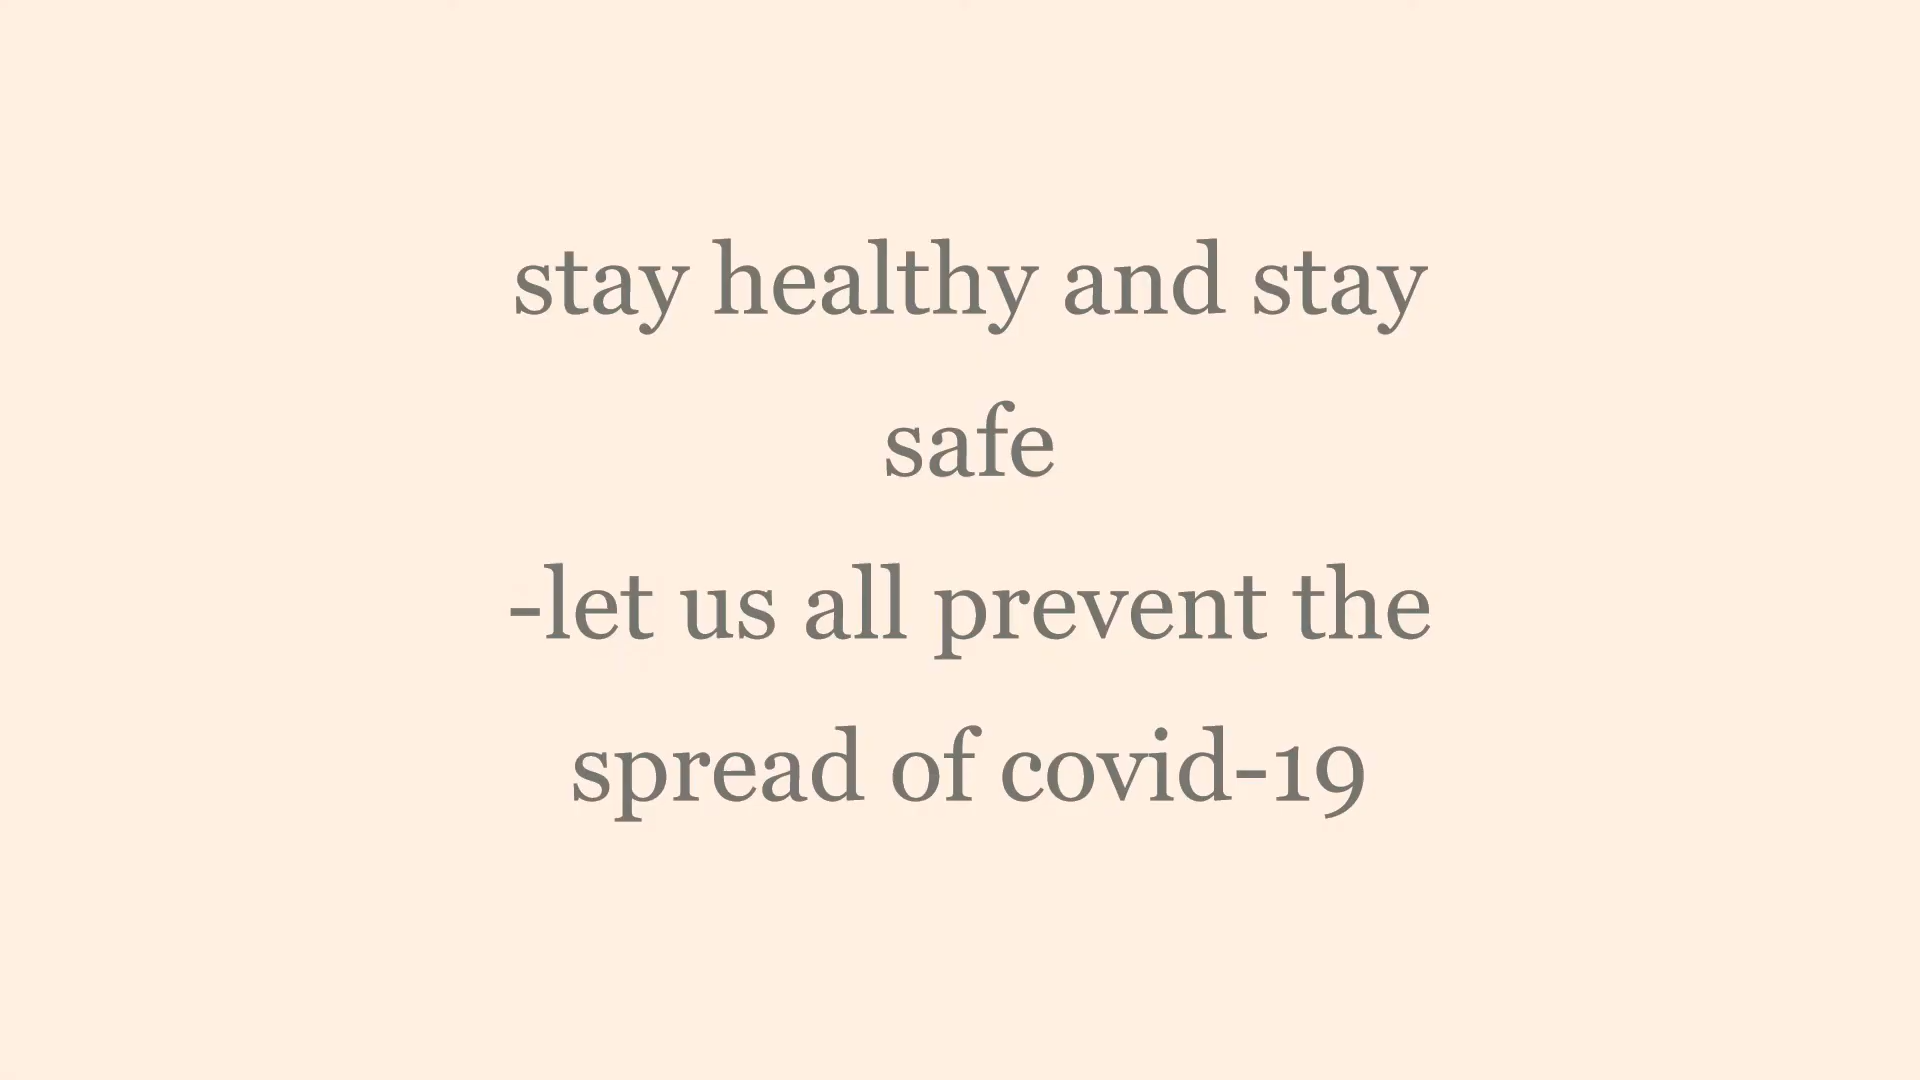 stay healthy and stay
safe
-let us all prevent the
spread of covid-19